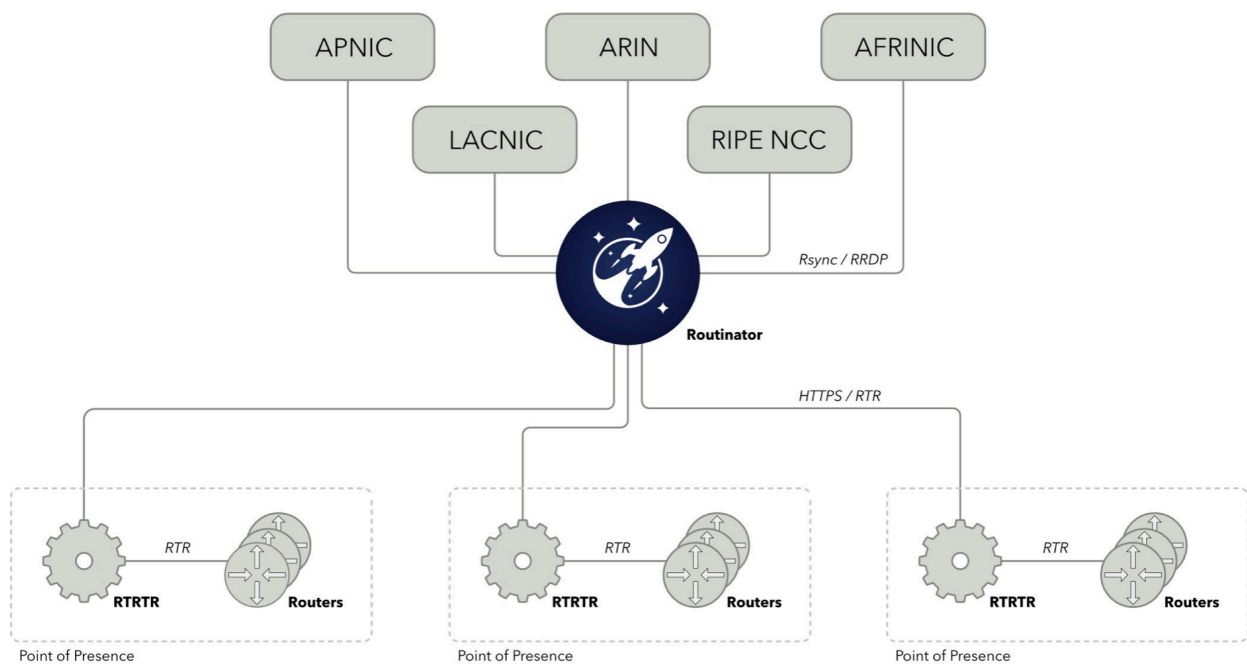 APNIC
ARIN
AFRINIC
LACNIC
RIPE NCC
Rsync / RRDP
Routinator
HTTPS / RTR
RTR
RTRTR
Routers
Point of Presence
RTR
RTRTR
Routers
Point of Presence
RTR
RTRTR
Routers
Point of Presence